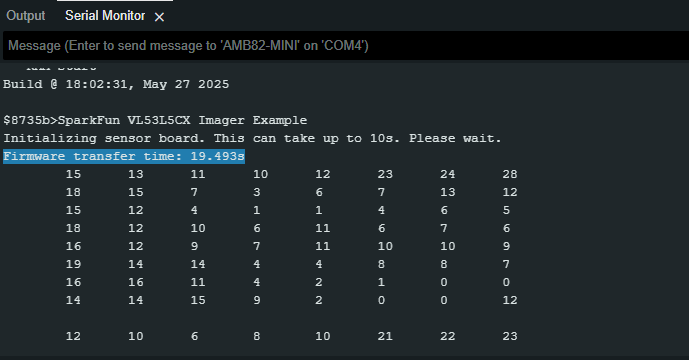 Output Serial Monitor ×
Message (Enter to send message to 'AMB82-MINI' on 'COM4')
Build @ 18:02:31, May 27 2025
$8735b>SparkFun VL53L5CX Imager Example
Initializing sensor board. This can take up to 10s. Please wait.
Firmware transfer time: 19.493s
15 13 11 10 12 23 24 28
18 15 7 3 6 7 13 12
15 12 4 1 1 4 6 5
18 12 10 6 11 6 7 6
16 12 9 7 11 10 10 9
19 14 14 4 4 8 8 7
16 16 11 4 2 1 0 0
14 14 15 9 2 0 0 12
12 10 6 8 10 21 22 23